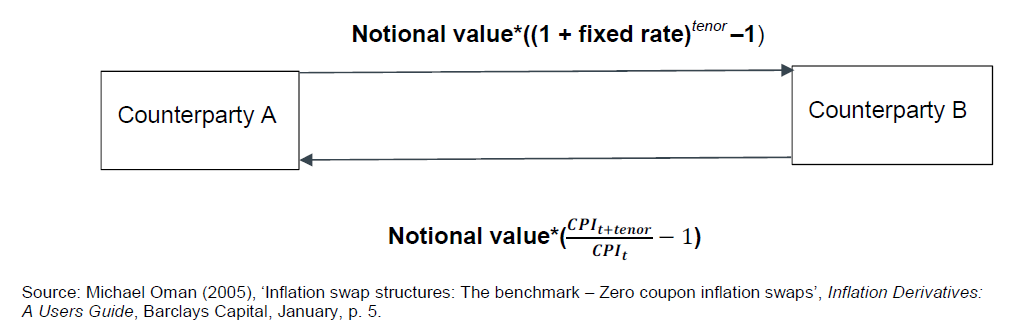 Notional value*((1 + fixed rate)^tenor –1)
Counterparty A
Counterparty B
Notional value*(CPI_{t+tenor}/CPI_t − 1)
Source: Michael Oman (2005), ‘Inflation swap structures: The benchmark – Zero coupon inflation swaps’, Inflation Derivatives:
A Users Guide, Barclays Capital, January, p. 5.